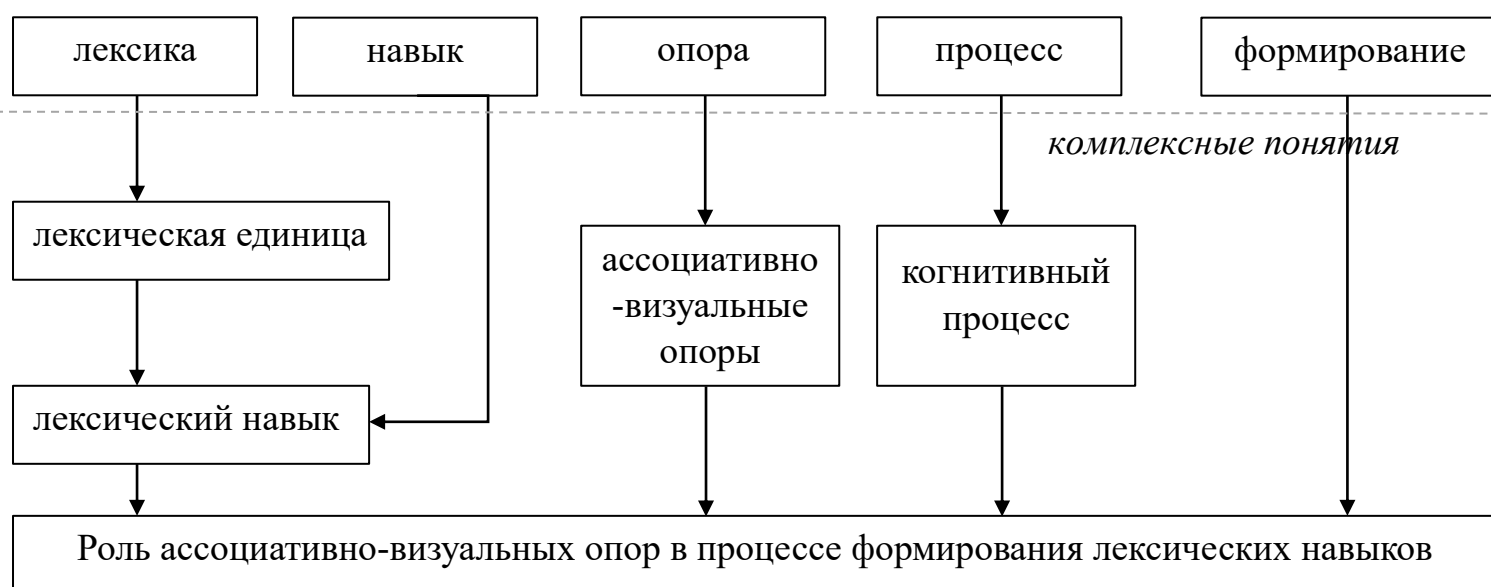 лексика
навык
опора
процесс
формирование
комплексные понятия
лексическая единица
ассоциативно
-визуальные
опоры
когнитивный
процесс
лексический навык
Роль ассоциативно-визуальных опор в процессе формирования лексических навыков